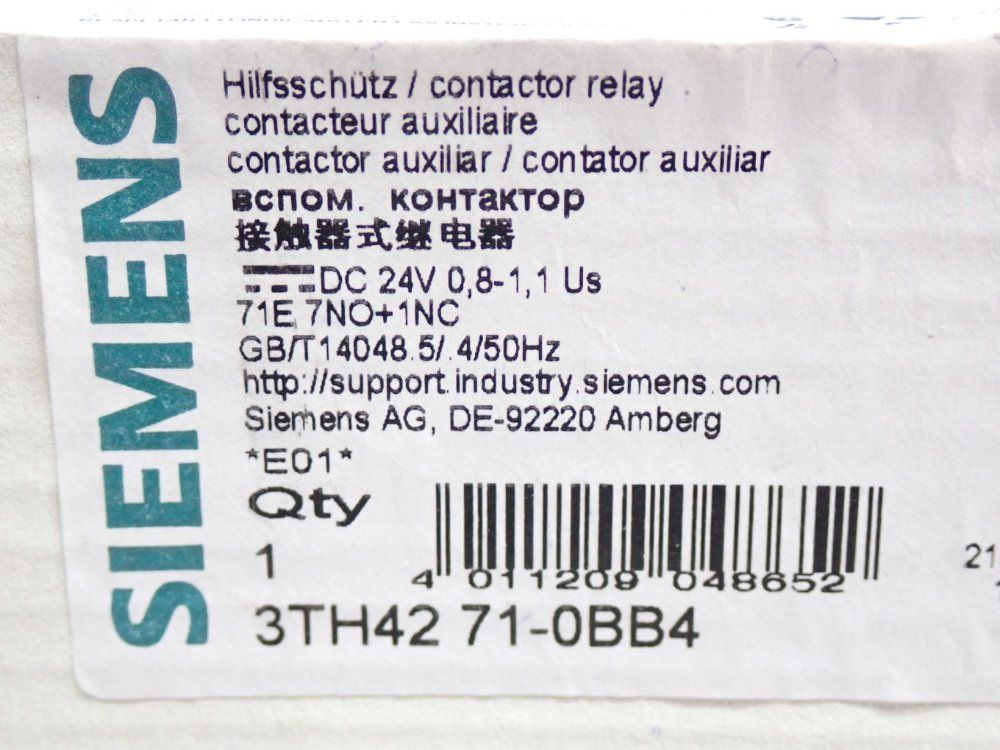 SIEMENS
Hilfsschütz / contactor relay
contacteur auxiliaire
contactor auxiliar / contator auxiliar
вспом. контактор
接触器式继电器
DC 24V 0,8-1,1 Us
71E 7NO+1NC
GB/T14048.5/.4/50Hz
http://support.industry.siemens.com
Siemens AG, DE-92220 Amberg
*E01*
Qty
1
4 011209 048652
21
3TH42 71-0BB4